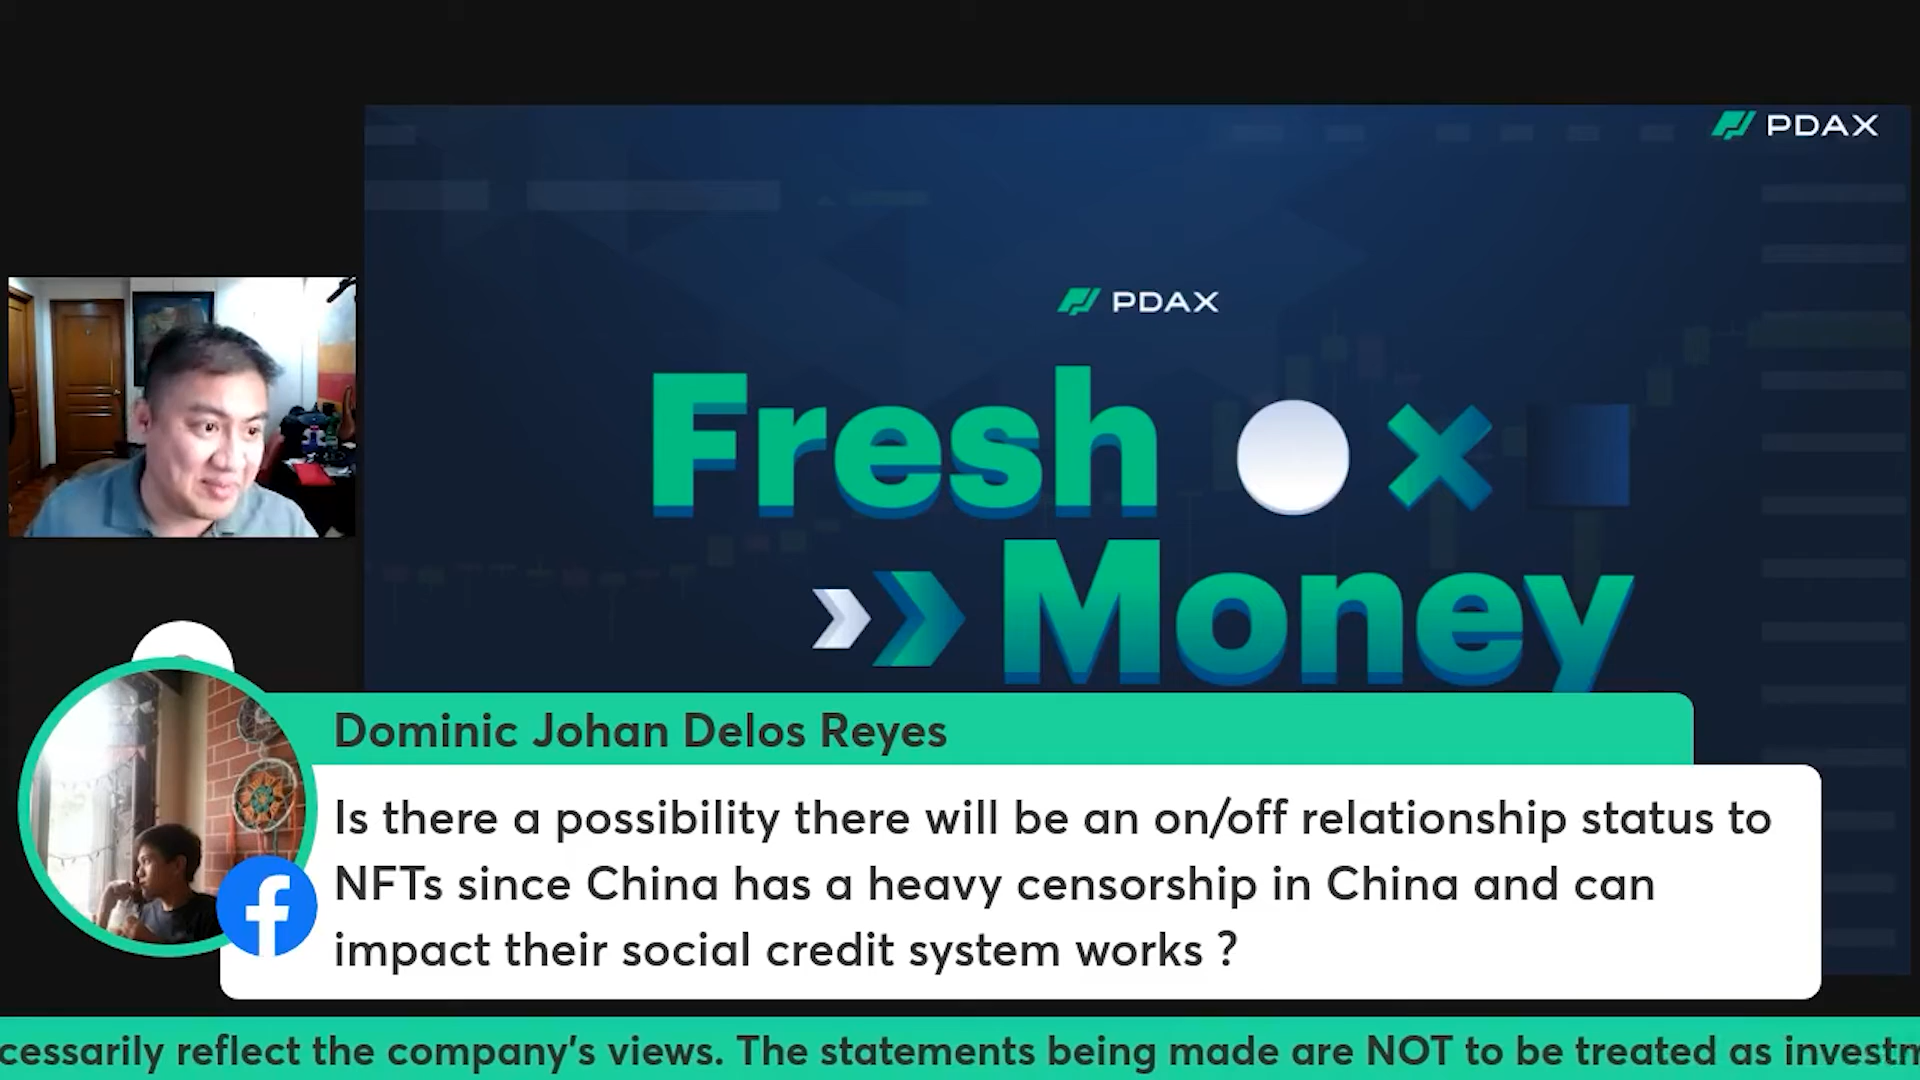 PDAX
PDAX
Fresh
Money
Dominic Johan Delos Reyes
Is there a possibility there will be an on/off relationship status to
NFTs since China has a heavy censorship in China and can
impact their social credit system works ?
cessarily reflect the company's views. The statements being made are NOT to be treated as investm